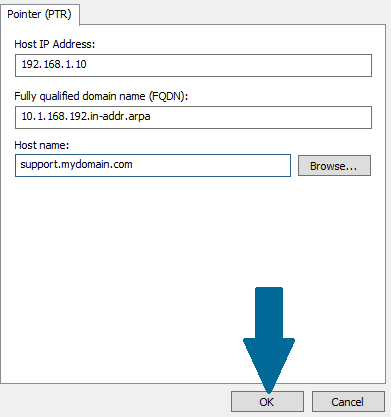 Pointer (PTR)
Host IP Address:
192.168.1.10
Fully qualified domain name (FQDN):
10.1.168.192.in-addr.arpa
Host name:
support.mydomain.com
Browse...
OK
Cancel